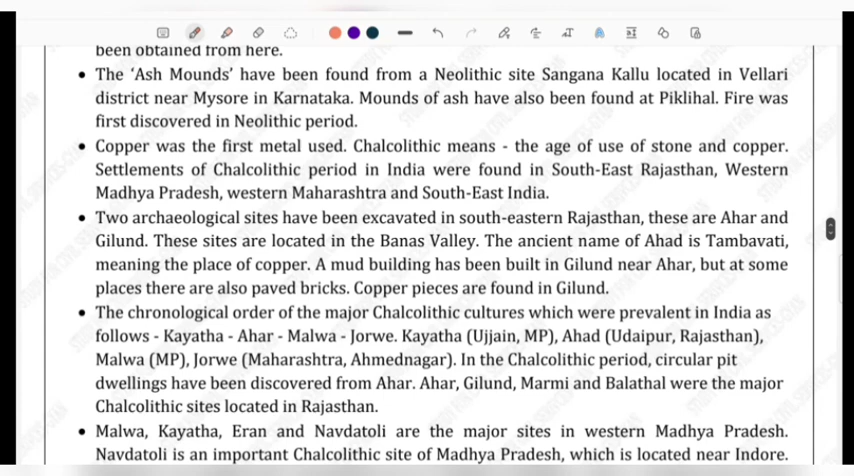 been obtained from here.
• The ‘Ash Mounds’ have been found from a Neolithic site Sangana Kallu located in Vellari
district near Mysore in Karnataka. Mounds of ash have also been found at Piklihal. Fire was
first discovered in Neolithic period.
• Copper was the first metal used. Chalcolithic means - the age of use of stone and copper.
Settlements of Chalcolithic period in India were found in South-East Rajasthan, Western
Madhya Pradesh, western Maharashtra and South-East India.
• Two archaeological sites have been excavated in south-eastern Rajasthan, these are Ahar and
Gilund. These sites are located in the Banas Valley. The ancient name of Ahad is Tambavati,
meaning the place of copper. A mud building has been built in Gilund near Ahar, but at some
places there are also paved bricks. Copper pieces are found in Gilund.
• The chronological order of the major Chalcolithic cultures which were prevalent in India as
follows - Kayatha - Ahar - Malwa - Jorwe. Kayatha (Ujjain, MP), Ahad (Udaipur, Rajasthan),
Malwa (MP), Jorwe (Maharashtra, Ahmednagar). In the Chalcolithic period, circular pit
dwellings have been discovered from Ahar. Ahar, Gilund, Marmi and Balathal were the major
Chalcolithic sites located in Rajasthan.
• Malwa, Kayatha, Eran and Navdatoli are the major sites in western Madhya Pradesh.
Navdatoli is an important Chalcolithic site of Madhya Pradesh, which is located near Indore.